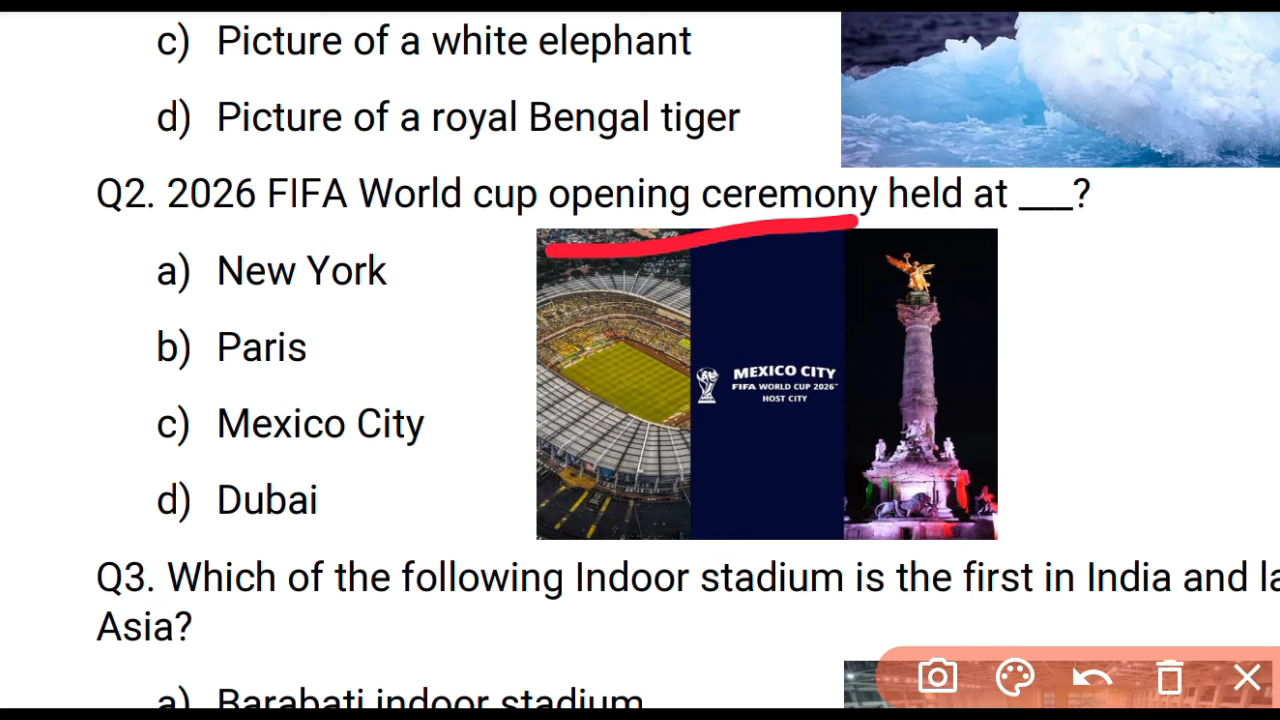 c) Picture of a white elephant
d) Picture of a royal Bengal tiger
Q2. 2026 FIFA World cup opening ceremony held at ___?
a) New York
b) Paris
c) Mexico City
d) Dubai
MEXICO CITY
FIFA WORLD CUP 2026™
HOST CITY
Q3. Which of the following Indoor stadium is the first in India and
Asia?
a) Barabati indoor stadium